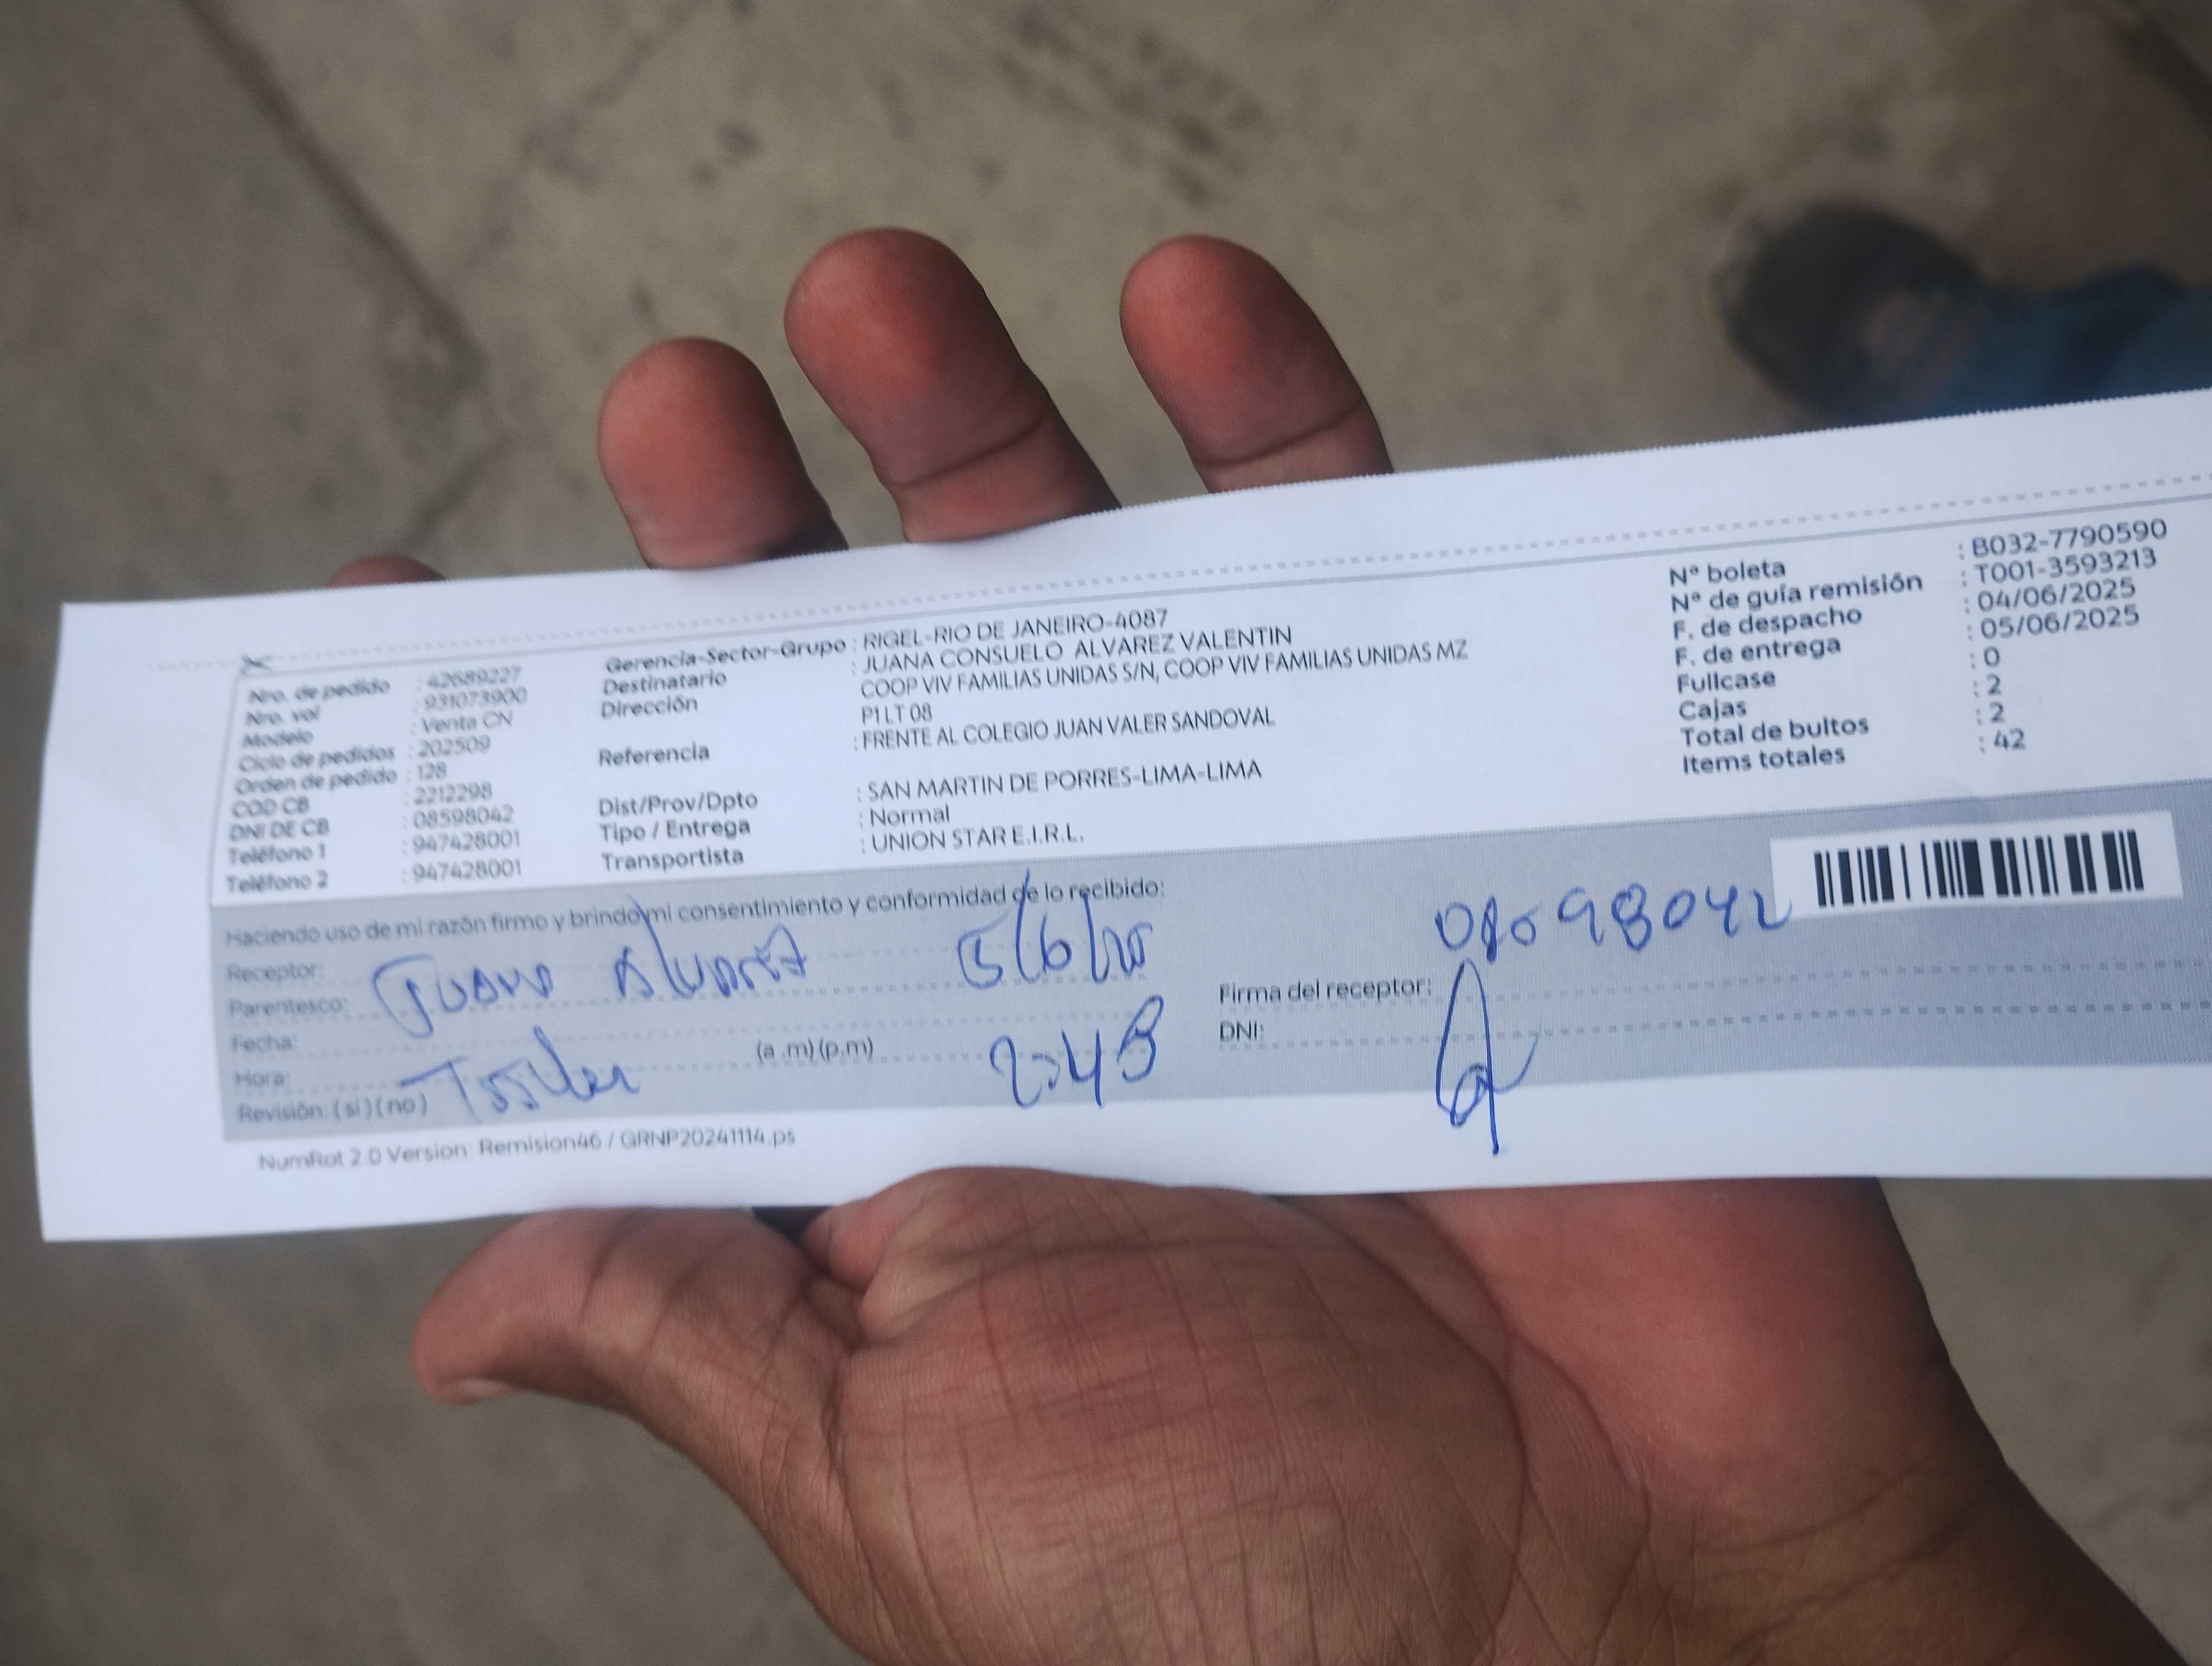 Nro. de pedido : 42689227
Nro. vol : 931073900
Modelo : Venta CN
Ciclo de pedidos : 202509
Orden de pedido : 128
COD CB : 2212298
DNI DE CB : 08598042
Teléfono 1 : 947428001
Teléfono 2 : 947428001
Gerencia-Sector-Grupo : RIGEL-RIO DE JANEIRO-4087
Destinatario : JUANA CONSUELO ALVAREZ VALENTIN
Dirección COOP VIV FAMILIAS UNIDAS S/N, COOP VIV FAMILIAS UNIDAS MZ
P1 LT 08
Referencia : FRENTE AL COLEGIO JUAN VALER SANDOVAL
Dist/Prov/Dpto : SAN MARTIN DE PORRES-LIMA-LIMA
Tipo / Entrega : Normal
Transportista : UNION STAR E.I.R.L.
N° boleta : B032-7790590
N° de guía remisión : T001-3593213
F. de despacho : 04/06/2025
F. de entrega : 05/06/2025
Fullcase : 0
Cajas : 2
Total de bultos : 2
Items totales : 42
Haciendo uso de mi razón firmo y brindo mi consentimiento y conformidad de lo recibido:
Receptor:
Parentesco:
Fecha:
Hora: (a .m) (p.m)
Revisión: ( si ) ( no )
5/6/25
2:48
Firma del receptor:
DNI:
08598042
NumRot 2.0 Version: Remision46 / GRNP20241114.ps